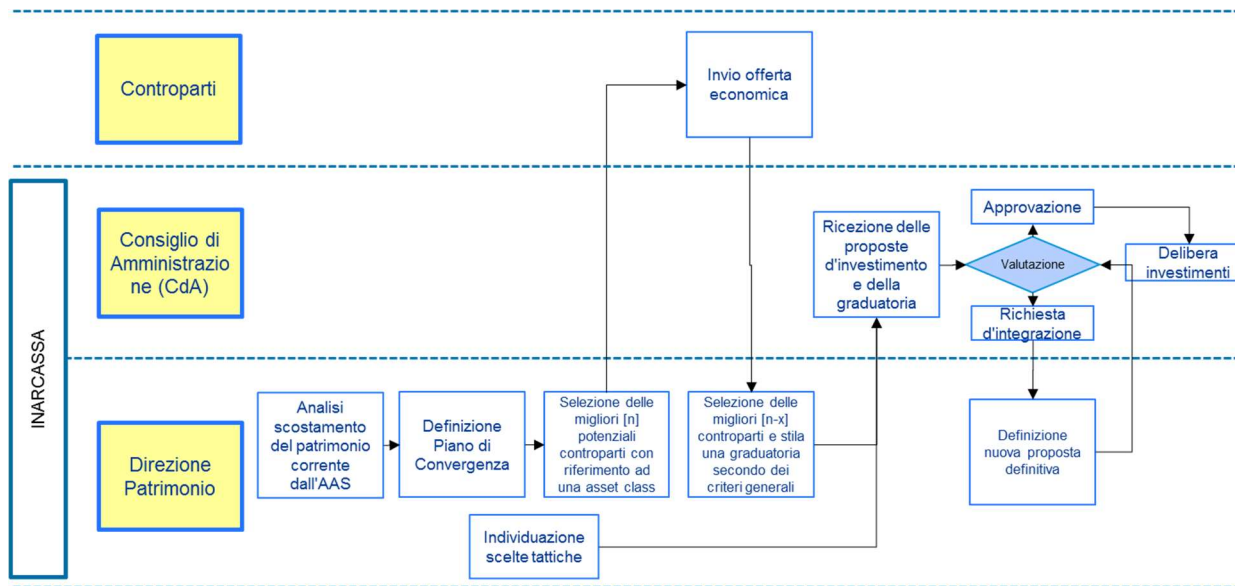 Controparti
Invio offerta
economica
INARCASSA
Consiglio di
Amministrazio
ne (CdA)
Ricezione delle
proposte
d'investimento
e della
graduatoria
Approvazione
Valutazione
Delibera
investimenti
Richiesta
d'integrazione
Direzione
Patrimonio
Analisi
scostamento
del patrimonio
corrente
dall'AAS
Definizione
Piano di
Convergenza
Selezione delle
migliori [n]
potenziali
controparti con
riferimento ad
una asset class
Selezione delle
migliori [n-x]
controparti e stila
una graduatoria
secondo dei
criteri generali
Definizione
nuova proposta
definitiva
Individuazione
scelte tattiche